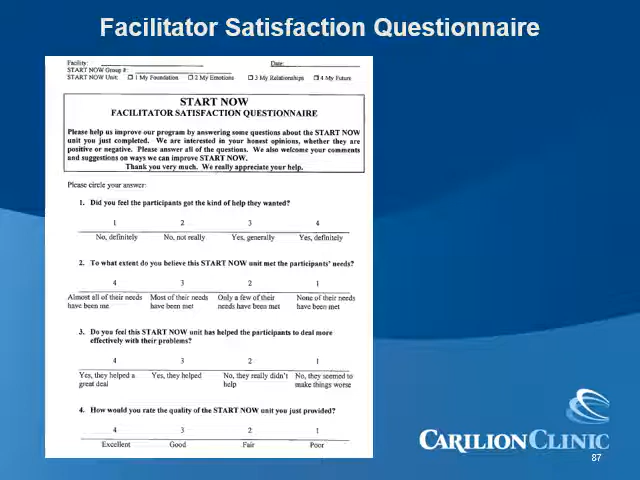 Facilitator Satisfaction Questionnaire
Facility: Date:
START NOW Group #:
START NOW Unit: 1 My Foundation 2 My Emotions 3 My Relationships 4 My Future
START NOW
FACILITATOR SATISFACTION QUESTIONNAIRE
Please help us improve our program by answering some questions about the START NOW
unit you just completed. We are interested in your honest opinions, whether they are
positive or negative. Please answer all of the questions. We also welcome your comments
and suggestions on ways we can improve START NOW.
Thank you very much. We really appreciate your help.
Please circle your answer:
1. Did you feel the participants got the kind of help they wanted?
1 2 3 4
No, definitely No, not really Yes, generally Yes, definitely
2. To what extent do you believe this START NOW unit met the participants' needs?
4 3 2 1
Almost all of their needs Most of their needs Only a few of their None of their needs
have been me have been met needs have been met have been met
3. Do you feel this START NOW unit has helped the participants to deal more
effectively with their problems?
4 3 2 1
Yes, they helped a Yes, they helped No, they really didn't No, they seemed to
great deal help make things worse
4. How would you rate the quality of the START NOW unit you just provided?
4 3 2 1
Excellent Good Fair Poor
CARILION CLINIC
87